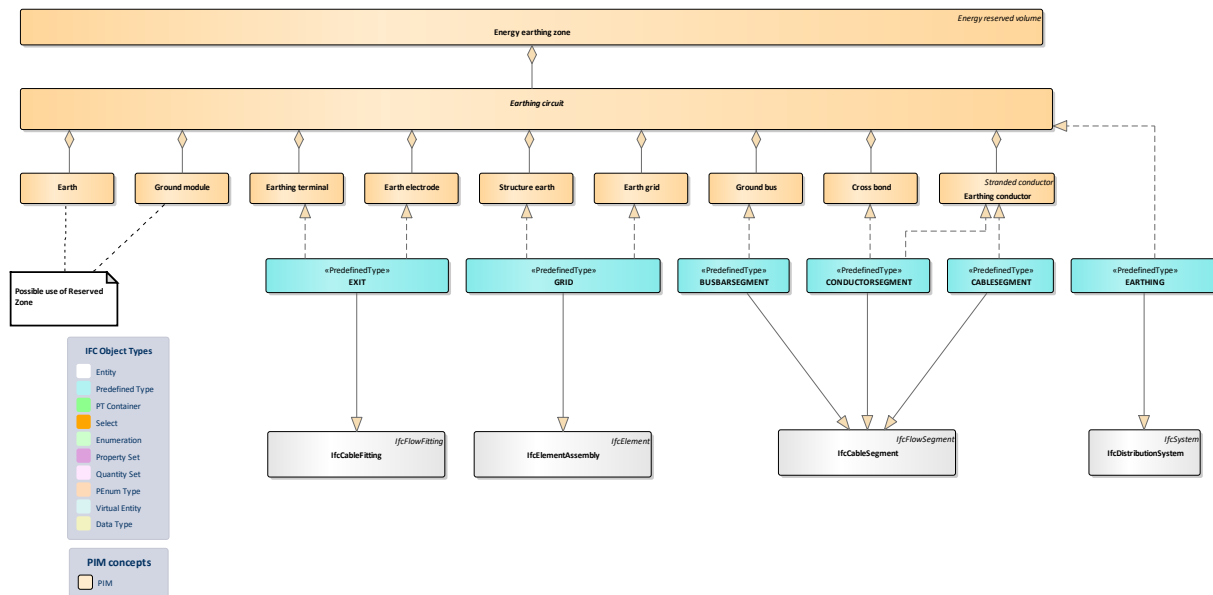 Energy reserved volume
Energy earthing zone
Earthing circuit
Earth
Ground module
Earthing terminal
Earth electrode
Structure earth
Earth grid
Ground bus
Cross bond
Stranded conductor
Earthing conductor
«PredefinedType»
EXIT
«PredefinedType»
GRID
«PredefinedType»
BUSBARSEGMENT
«PredefinedType»
CONDUCTORSEGMENT
«PredefinedType»
CABLESEGMENT
«PredefinedType»
EARTHING
Possible use of Reserved
Zone
IFC Object Types
Entity
Predefined Type
PT Container
Select
Enumeration
Property Set
Quantity Set
PEnum Type
Virtual Entity
Data Type
IfcFlowFitting
IfcCableFitting
IfcElement
IfcElementAssembly
IfcFlowSegment
IfcCableSegment
IfcSystem
IfcDistributionSystem
PIM concepts
PIM